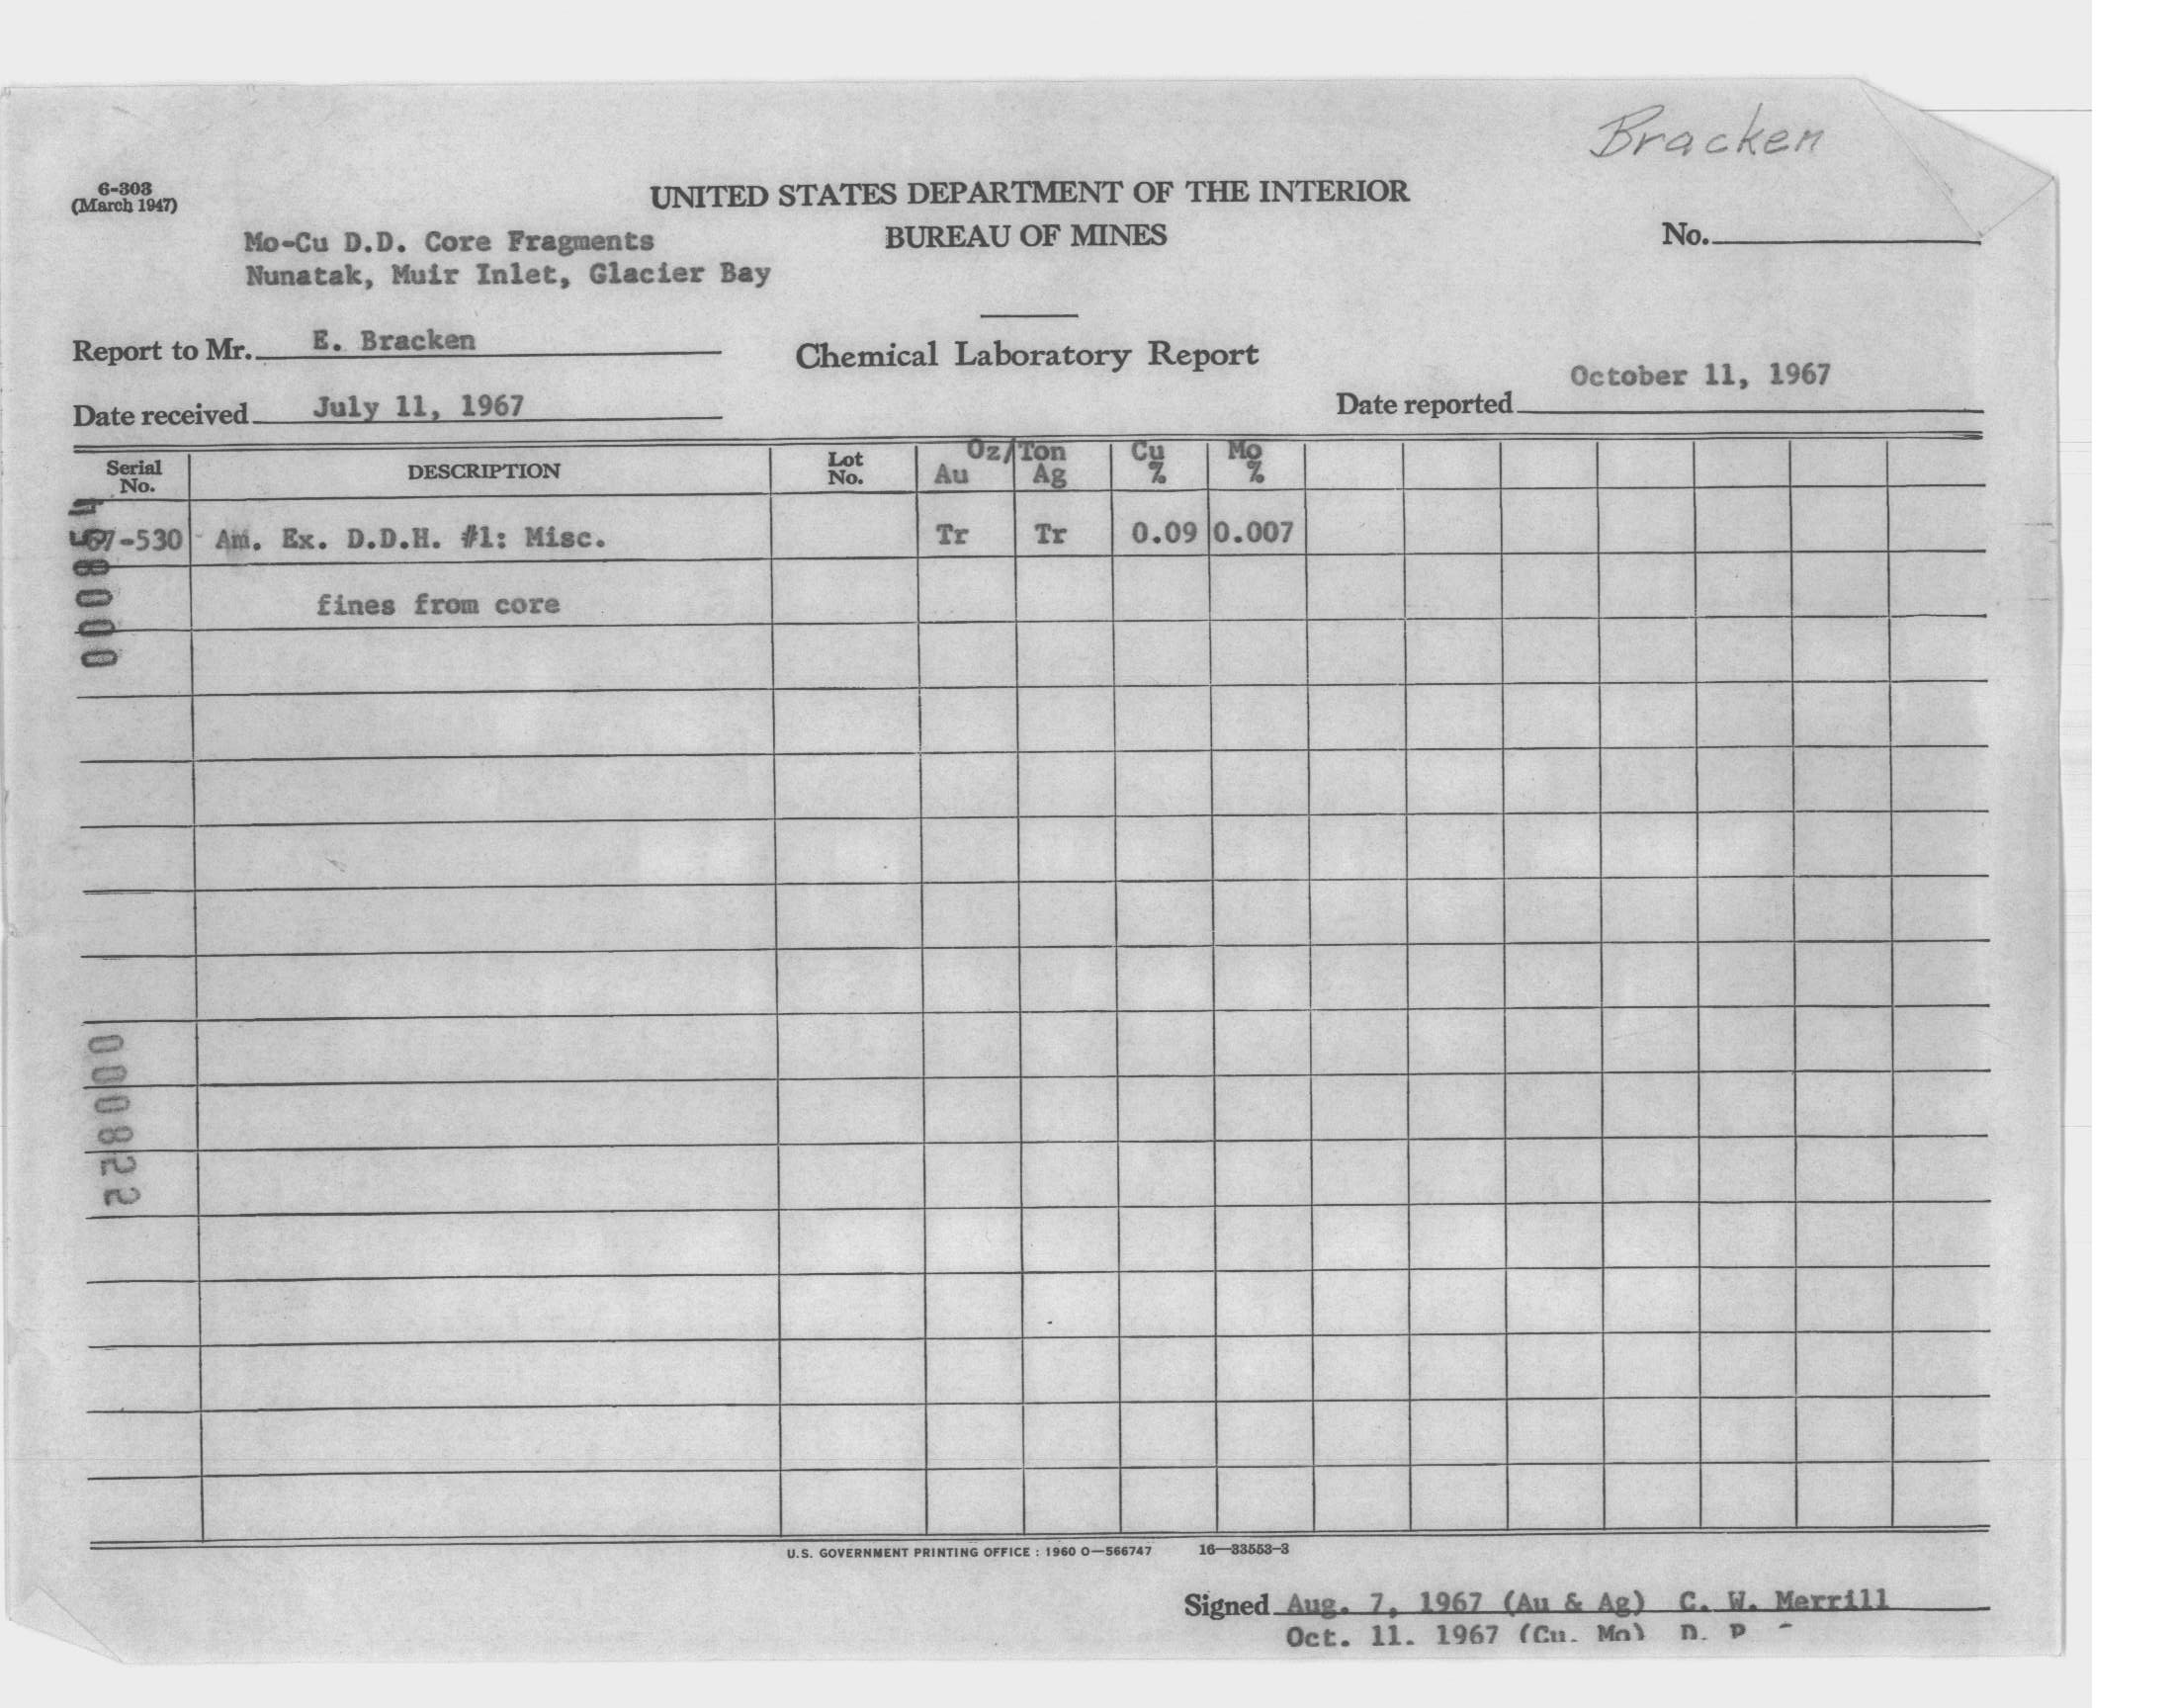 Bracken
6-303
(March 1947)
UNITED STATES DEPARTMENT OF THE INTERIOR
BUREAU OF MINES
No.
Mo-Cu D.D. Core Fragments
Nunatak, Muir Inlet, Glacier Bay
Report to Mr. E. Bracken
Chemical Laboratory Report
Date received July 11, 1967
Date reported October 11, 1967
Serial No. DESCRIPTION Lot No. Oz/Ton Au Ag Cu % Mo %
67-530 Am. Ex. D.D.H. #1: Misc. Tr Tr 0.09 0.007
fines from core
000854
000822
U.S. GOVERNMENT PRINTING OFFICE : 1960 O—566747 16—33553-3
Signed Aug. 7, 1967 (Au & Ag) C. W. Merrill
Oct. 11, 1967 (Cu, Mo)